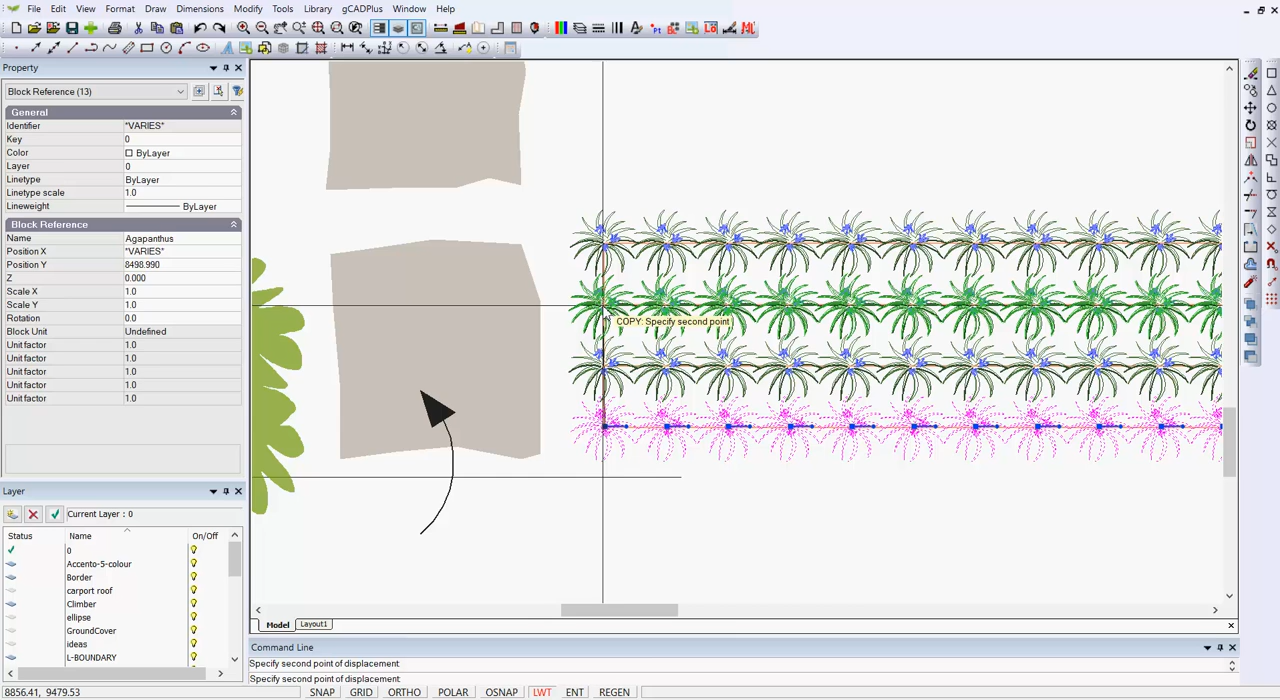 File Edit View Format Draw Dimensions Modify Tools Library gCADPlus Window Help
Property
Block Reference (13)
General
Identifier *VARIES*
Key 0
Color ByLayer
Layer 0
Linetype ByLayer
Linetype scale 1.0
Lineweight ByLayer
Block Reference
Name Agapanthus
Position X *VARIES*
Position Y 8498.990
Z 0.000
Scale X 1.0
Scale Y 1.0
Rotation 0.0
Block Unit Undefined
Unit factor 1.0
Unit factor 1.0
Unit factor 1.0
Unit factor 1.0
Unit factor 1.0
COPY: Specify second point
Layer
Current Layer : 0
Status Name On/Off
0
Accento-5-colour
Border
carport roof
Climber
ellipse
GroundCover
ideas
L-BOUNDARY
Model Layout1
Command Line
Specify second point of displacement
Specify second point of displacement:
8856.41, 9479.53 SNAP GRID ORTHO POLAR OSNAP LWT ENT REGEN